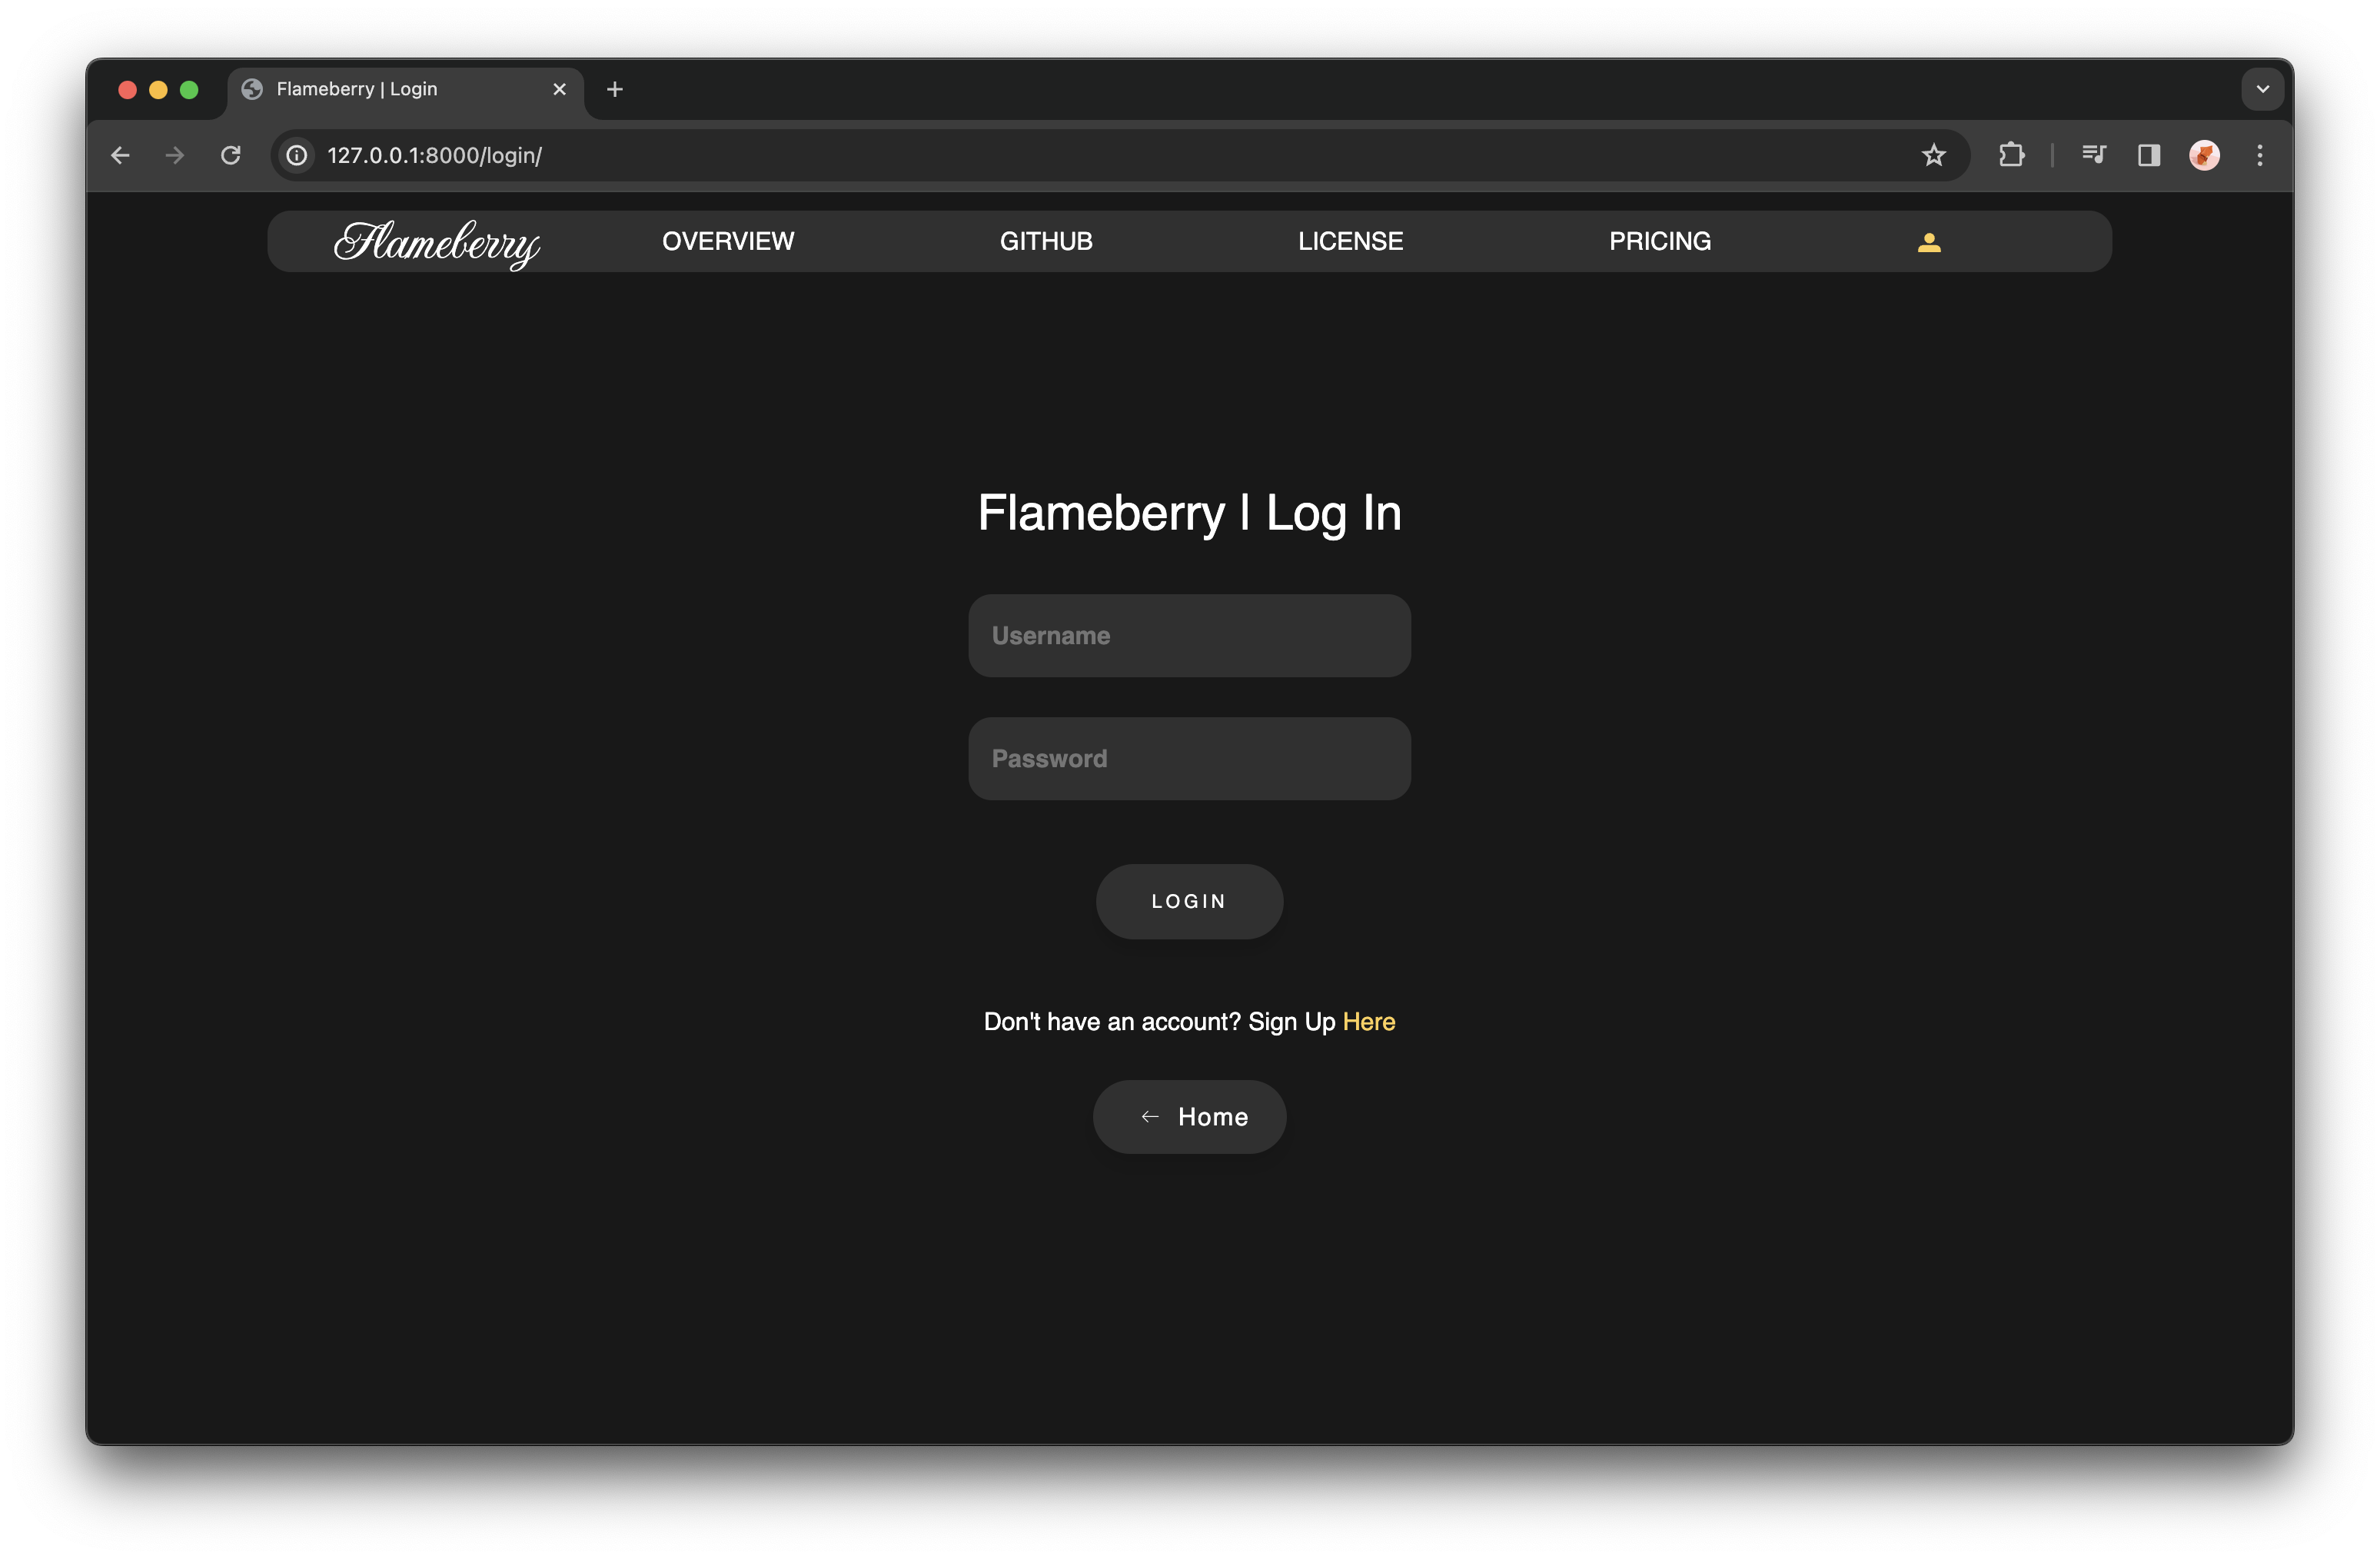 Flameberry | Login
127.0.0.1:8000/login/
Flameberry OVERVIEW GITHUB LICENSE PRICING
Flameberry | Log In
Username
Password
LOGIN
Don't have an account? Sign Up Here
← Home